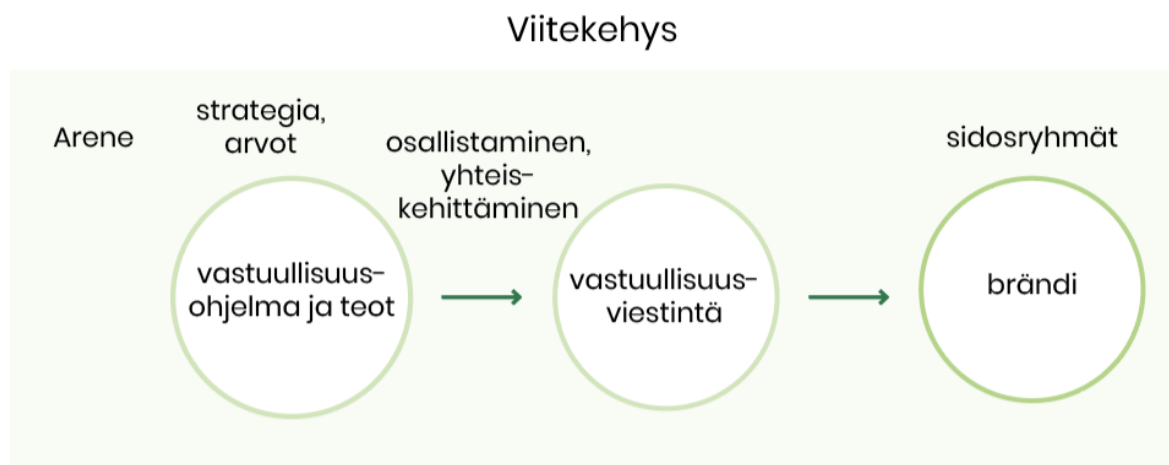 Viitekehys
Arene
strategia,
arvot
osallistaminen,
yhteis-
kehittäminen
sidosryhmät
vastuullisuus-
ohjelma ja teot
vastuullisuus-
viestintä
brändi